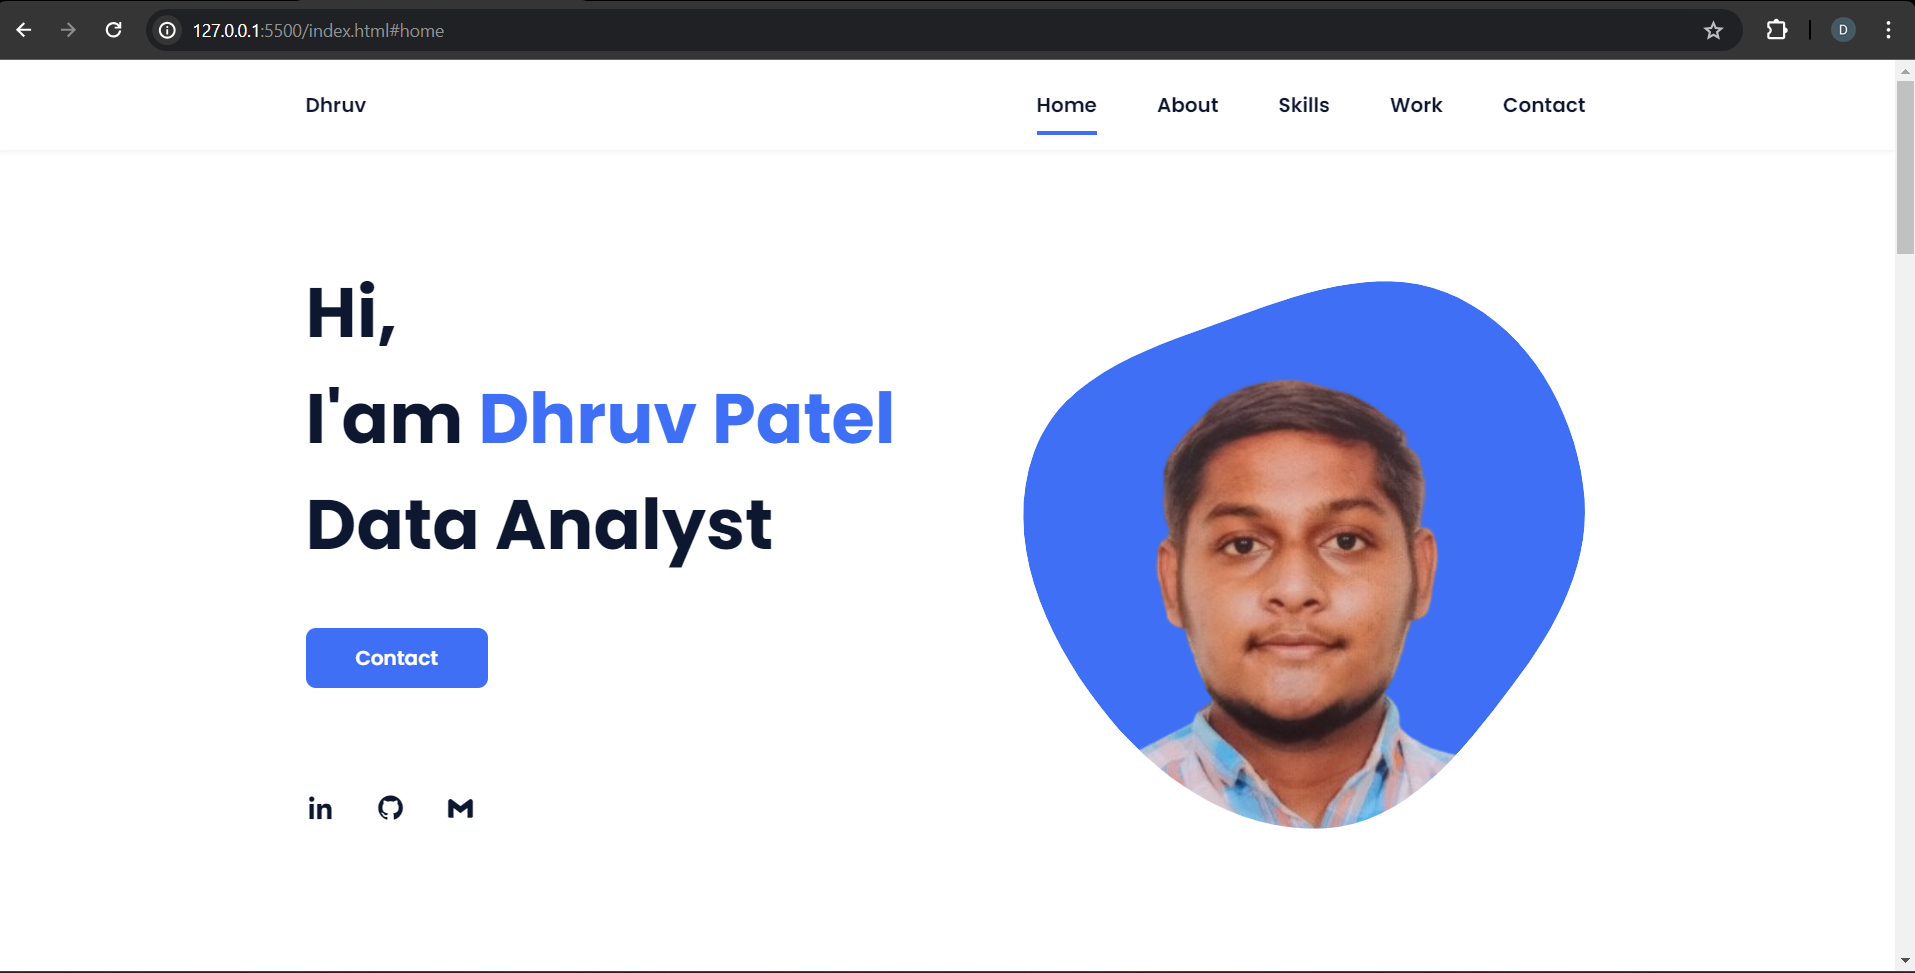 127.0.0.1:5500/index.html#home
D
Dhruv
Home About Skills Work Contact
Hi,
I'am Dhruv Patel
Data Analyst
Contact
in